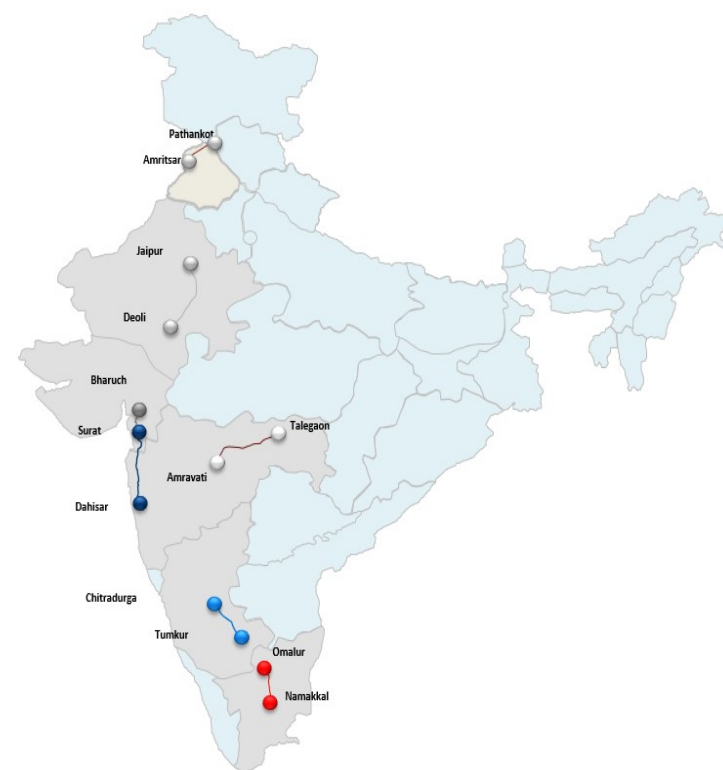 Pathankot
Amritsar
Jaipur
Deoli
Bharuch
Surat
Talegaon
Amravati
Dahisar
Chitradurga
Tumkur
Omalur
Namakkal